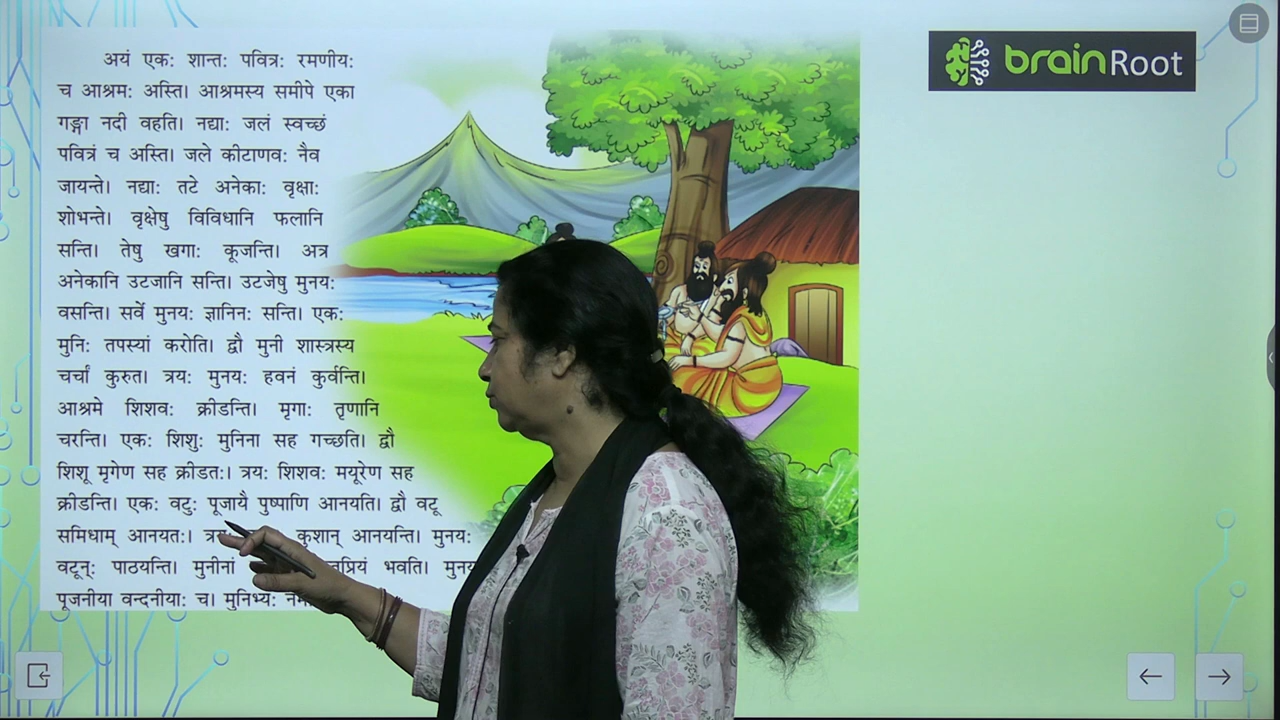 अयं एक: शान्त: पवित्र: रमणीय:
च आश्रम: अस्ति। आश्रमस्य समीपे एका
गङ्गा नदी वहति। नद्या: जलं स्वच्छं
पवित्रं च अस्ति। जले कीटाणव: नैव
जायन्ते। नद्या: तटे अनेका: वृक्षा:
शोभन्ते। वृक्षेषु विविधानि फलानि
सन्ति। तेषु खगा: कूजन्ति। अत्र
अनेकानि उटजानि सन्ति। उटजेषु मुनय:
वसन्ति। सर्वे मुनय: ज्ञानिन: सन्ति। एक:
मुनि: तपस्यां करोति। द्वौ मुनी शास्त्रस्य
चर्चां कुरुत। त्रय: मुनय: हवनं कुर्वन्ति।
आश्रमे शिशव: क्रीडन्ति। मृगा: तृणानि
चरन्ति। एक: शिशु: मुनिना सह गच्छति। द्वौ
शिशू मृगेण सह क्रीडत:। त्रय: शिशव: मयूरेण सह
क्रीडन्ति। एक: वटु: पूजायै पुष्पाणि आनयति। द्वौ वटू
समिधाम् आनयत:। कुशान् आनयन्ति। मुनय:
वटून्: पाठयन्ति। मुनीनां भवति।
पूजनीया वन्दनीया: च। मुनिभ्य:
brainRoot